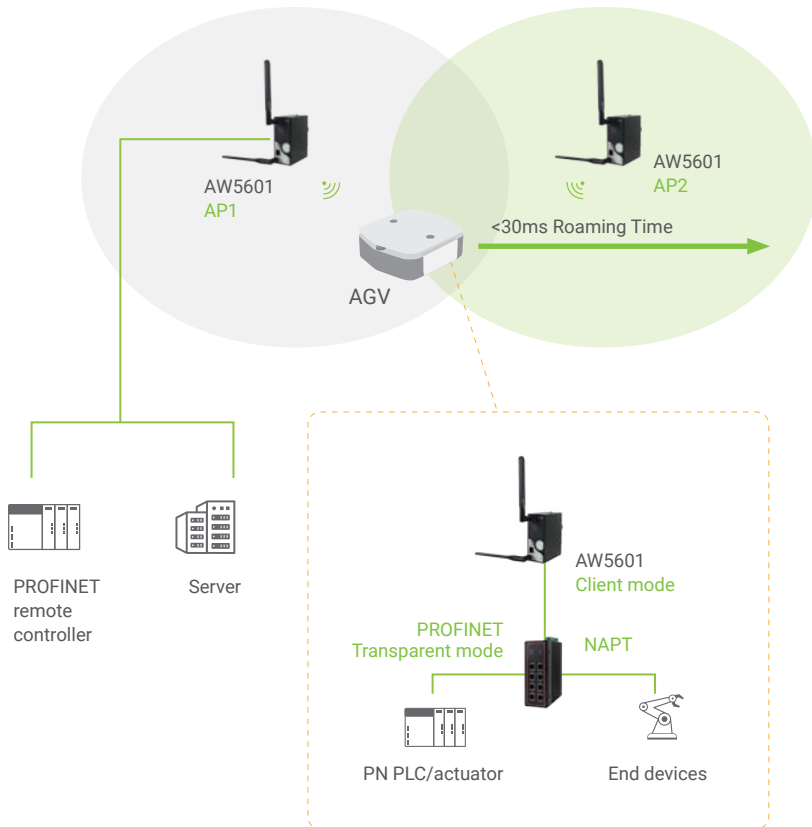 AW5601
AP1
AW5601
AP2
<30ms Roaming Time
AGV
PROFINET
remote
controller
Server
AW5601
Client mode
PROFINET
Transparent mode
NAPT
PN PLC/actuator
End devices